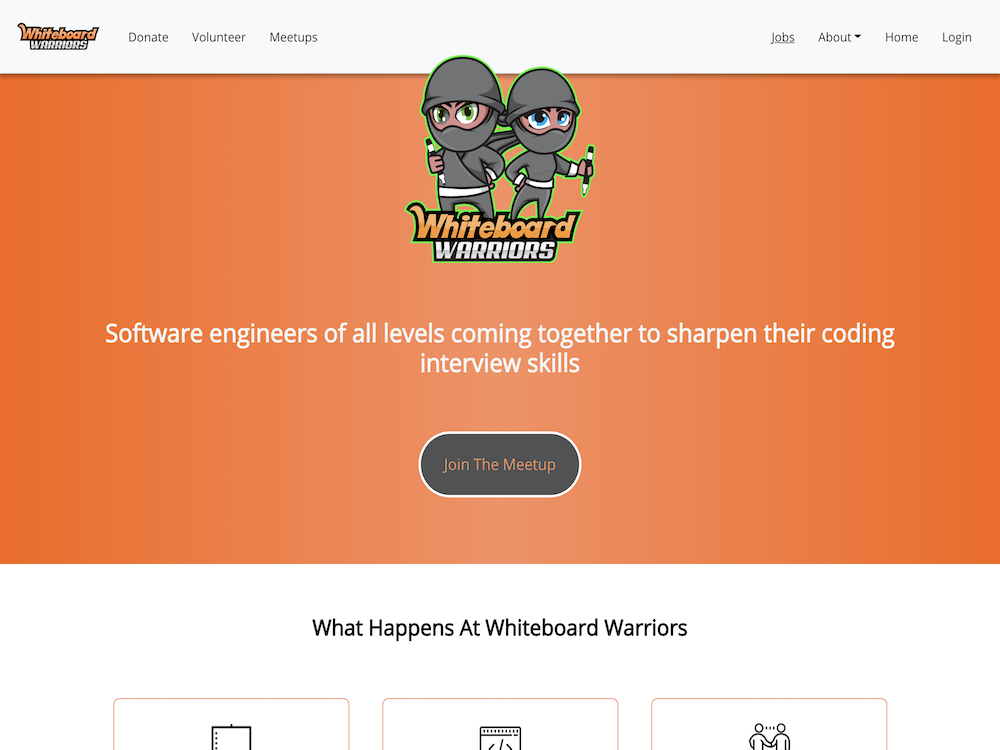 Whiteboard
WARRIORS
Donate Volunteer Meetups
Jobs About Home Login
Whiteboard
WARRIORS
Software engineers of all levels coming together to sharpen their coding
interview skills
Join The Meetup
What Happens At Whiteboard Warriors